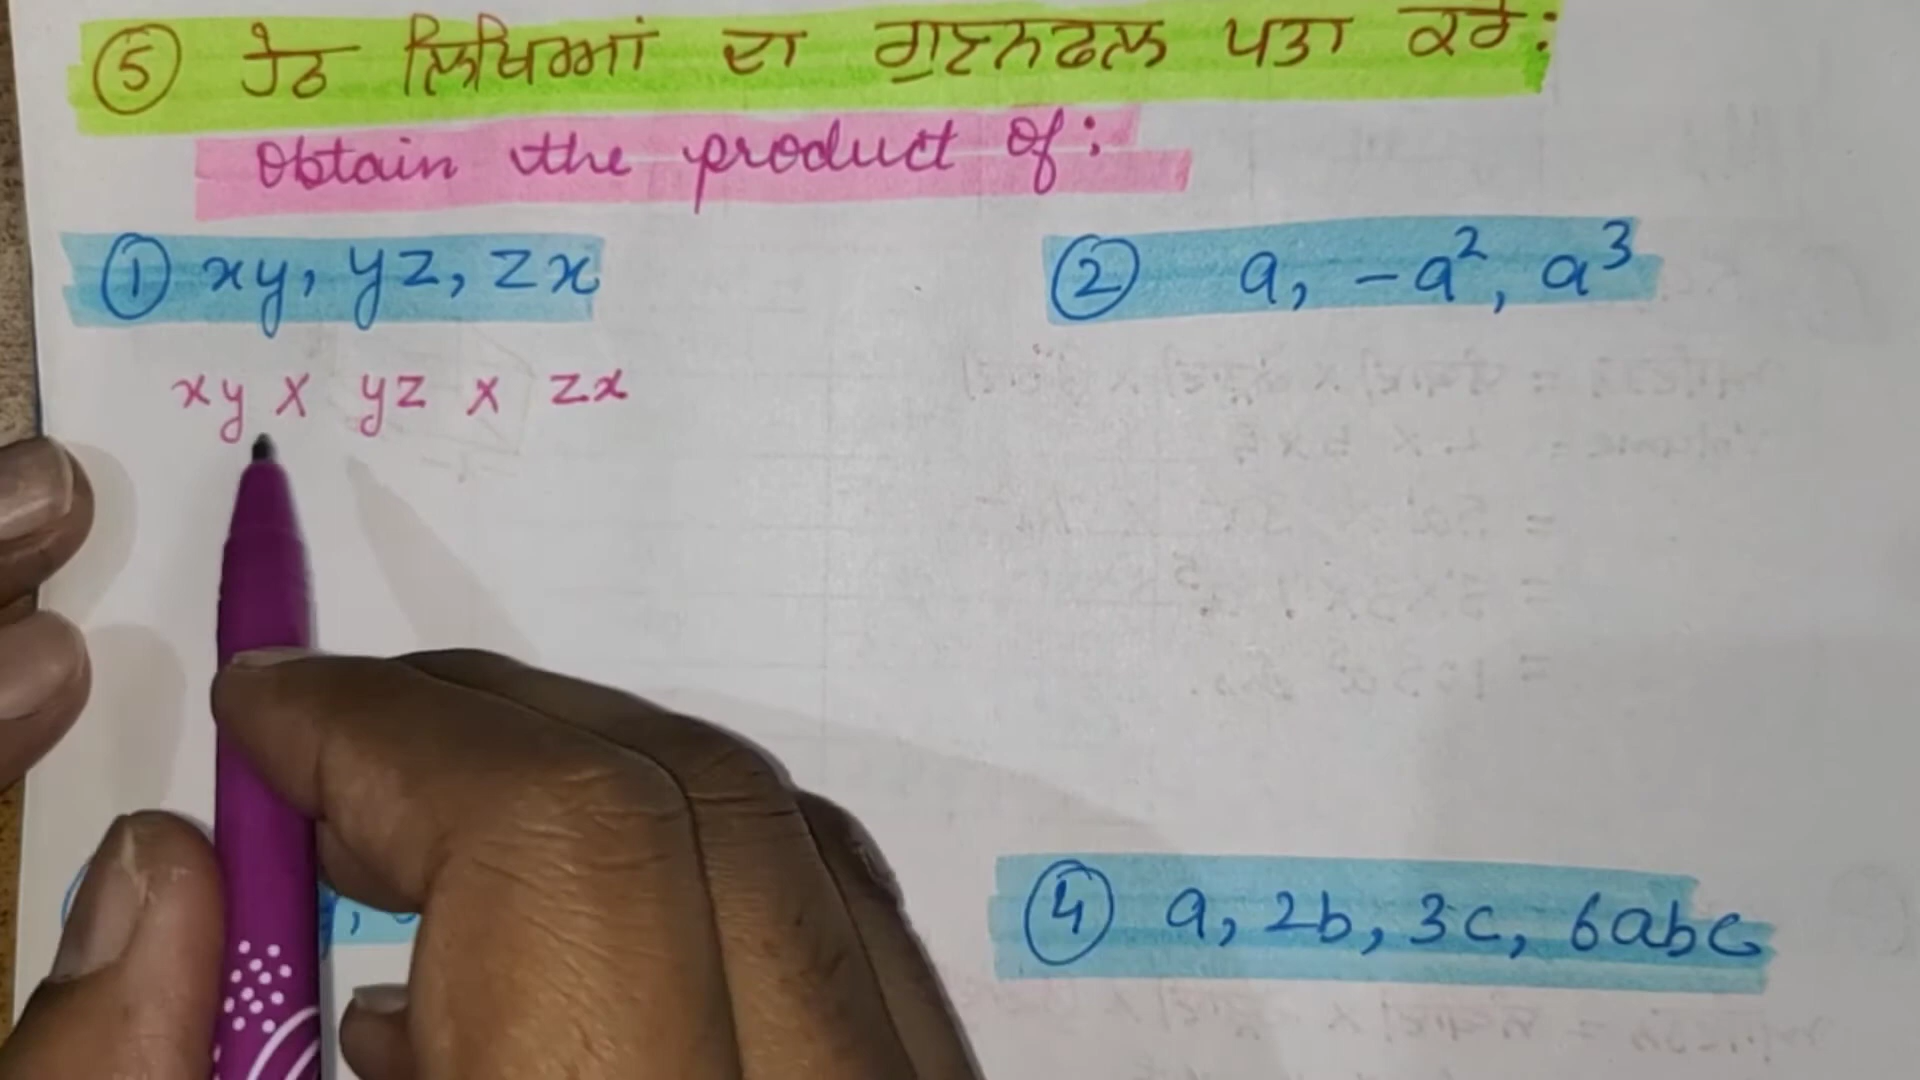 ⑤ ਹੇਠ ਲਿਖਿਆਂ ਦਾ ਗੁਣਨਫਲ ਪਤਾ ਕਰੋ:
Obtain the product of:
① xy, yz, zx
② a, -a², a³
xy x yz x zx
④ a, 2b, 3c, 6abc